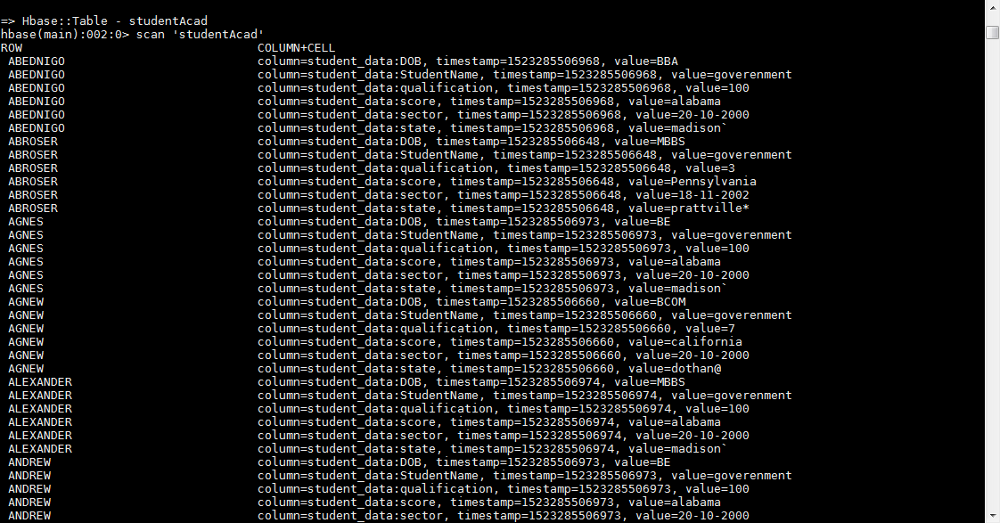 => Hbase::Table - studentAcad
hbase(main):002:0> scan 'studentAcad'
ROW COLUMN+CELL
ABEDNIGO column=student_data:DOB, timestamp=1523285506968, value=BBA
ABEDNIGO column=student_data:StudentName, timestamp=1523285506968, value=goverenment
ABEDNIGO column=student_data:qualification, timestamp=1523285506968, value=100
ABEDNIGO column=student_data:score, timestamp=1523285506968, value=alabama
ABEDNIGO column=student_data:sector, timestamp=1523285506968, value=20-10-2000
ABEDNIGO column=student_data:state, timestamp=1523285506968, value=madison`
ABROSER column=student_data:DOB, timestamp=1523285506648, value=MBBS
ABROSER column=student_data:StudentName, timestamp=1523285506648, value=goverenment
ABROSER column=student_data:qualification, timestamp=1523285506648, value=3
ABROSER column=student_data:score, timestamp=1523285506648, value=Pennsylvania
ABROSER column=student_data:sector, timestamp=1523285506648, value=18-11-2002
ABROSER column=student_data:state, timestamp=1523285506648, value=prattville*
AGNES column=student_data:DOB, timestamp=1523285506973, value=BE
AGNES column=student_data:StudentName, timestamp=1523285506973, value=goverenment
AGNES column=student_data:qualification, timestamp=1523285506973, value=100
AGNES column=student_data:score, timestamp=1523285506973, value=alabama
AGNES column=student_data:sector, timestamp=1523285506973, value=20-10-2000
AGNES column=student_data:state, timestamp=1523285506973, value=madison`
AGNEW column=student_data:DOB, timestamp=1523285506660, value=BCOM
AGNEW column=student_data:StudentName, timestamp=1523285506660, value=goverenment
AGNEW column=student_data:qualification, timestamp=1523285506660, value=7
AGNEW column=student_data:score, timestamp=1523285506660, value=california
AGNEW column=student_data:sector, timestamp=1523285506660, value=20-10-2000
AGNEW column=student_data:state, timestamp=1523285506660, value=dothan@
ALEXANDER column=student_data:DOB, timestamp=1523285506974, value=MBBS
ALEXANDER column=student_data:StudentName, timestamp=1523285506974, value=goverenment
ALEXANDER column=student_data:qualification, timestamp=1523285506974, value=100
ALEXANDER column=student_data:score, timestamp=1523285506974, value=alabama
ALEXANDER column=student_data:sector, timestamp=1523285506974, value=20-10-2000
ALEXANDER column=student_data:state, timestamp=1523285506974, value=madison`
ANDREW column=student_data:DOB, timestamp=1523285506973, value=BE
ANDREW column=student_data:StudentName, timestamp=1523285506973, value=goverenment
ANDREW column=student_data:qualification, timestamp=1523285506973, value=100
ANDREW column=student_data:score, timestamp=1523285506973, value=alabama
ANDREW column=student_data:sector, timestamp=1523285506973, value=20-10-2000